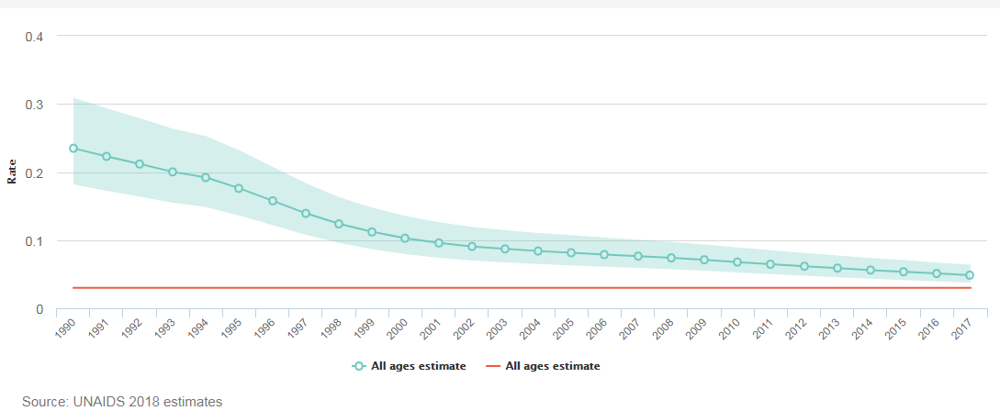 0.4
0.3
0.2
0.1
0
Rate
1990 1991 1992 1993 1994 1995 1996 1997 1998 1999 2000 2001 2002 2003 2004 2005 2006 2007 2008 2009 2010 2011 2012 2013 2014 2015 2016 2017
All ages estimate All ages estimate
Source: UNAIDS 2018 estimates